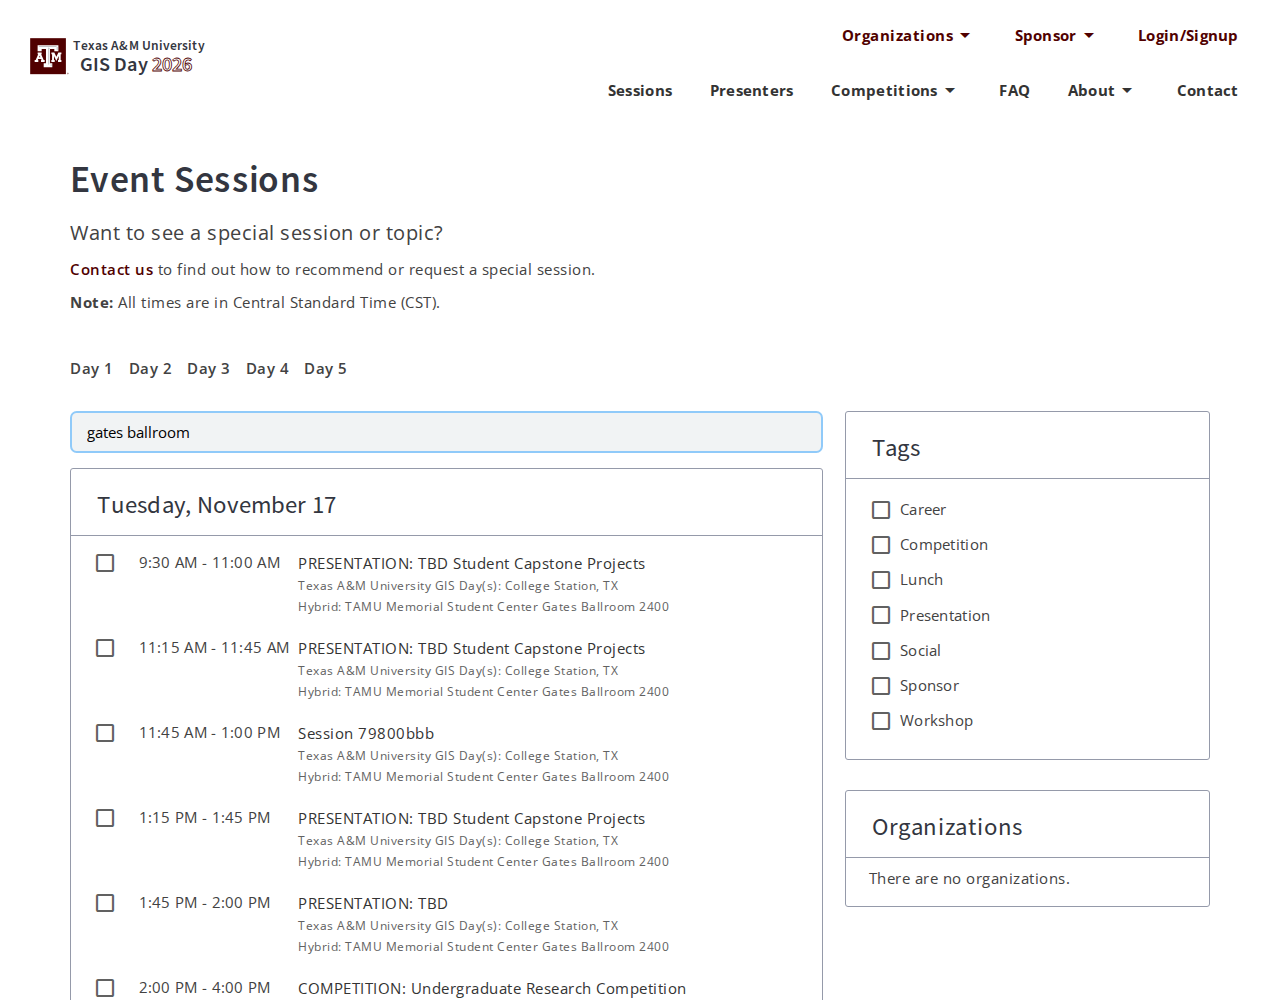 Texas A&M University
GIS Day 2026
Organizations
Sponsor
Login/Signup
Sessions
Presenters
Competitions
FAQ
About
Contact
Event Sessions
Want to see a special session or topic?
Contact us to find out how to recommend or request a special session.
Note: All times are in Central Standard Time (CST).
Day 1 Day 2 Day 3 Day 4 Day 5
gates ballroom
Tuesday, November 17
9:30 AM - 11:00 AM PRESENTATION: TBD Student Capstone Projects
Texas A&M University GIS Day(s): College Station, TX
Hybrid: TAMU Memorial Student Center Gates Ballroom 2400
11:15 AM - 11:45 AM PRESENTATION: TBD Student Capstone Projects
Texas A&M University GIS Day(s): College Station, TX
Hybrid: TAMU Memorial Student Center Gates Ballroom 2400
11:45 AM - 1:00 PM Session 79800bbb
Texas A&M University GIS Day(s): College Station, TX
Hybrid: TAMU Memorial Student Center Gates Ballroom 2400
1:15 PM - 1:45 PM PRESENTATION: TBD Student Capstone Projects
Texas A&M University GIS Day(s): College Station, TX
Hybrid: TAMU Memorial Student Center Gates Ballroom 2400
1:45 PM - 2:00 PM PRESENTATION: TBD
Texas A&M University GIS Day(s): College Station, TX
Hybrid: TAMU Memorial Student Center Gates Ballroom 2400
2:00 PM - 4:00 PM COMPETITION: Undergraduate Research Competition
Tags
Career
Competition
Lunch
Presentation
Social
Sponsor
Workshop
Organizations
There are no organizations.